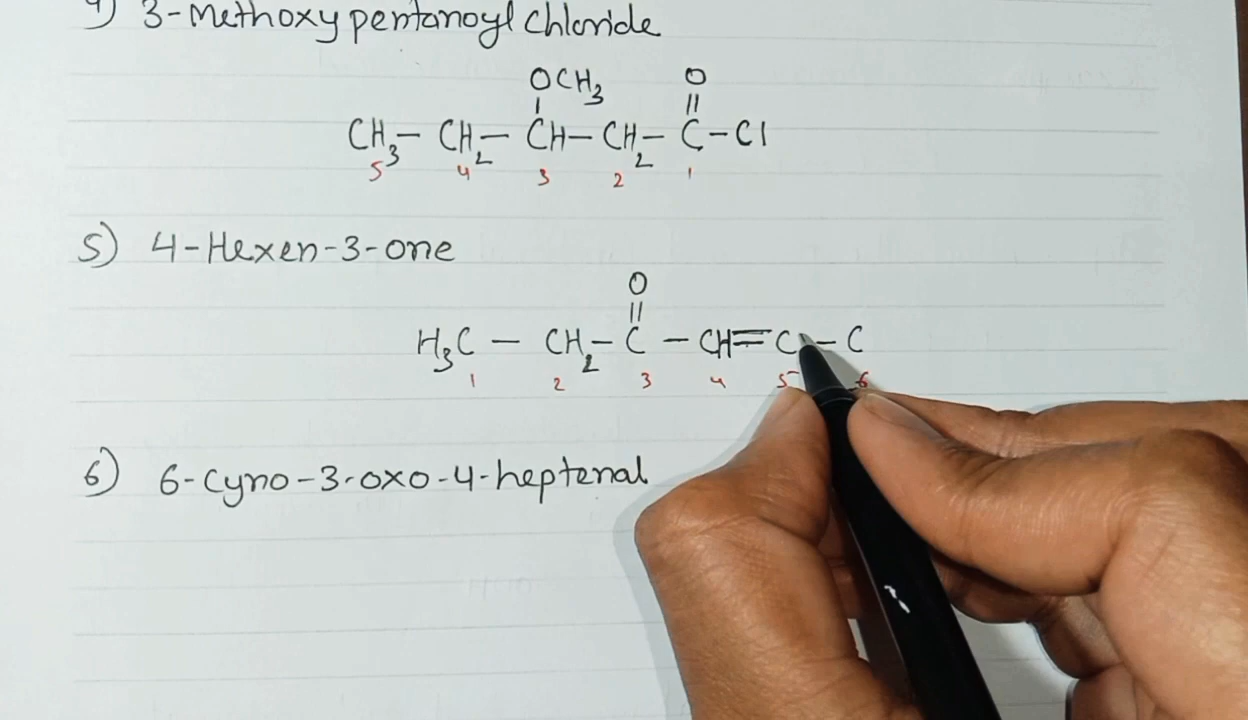 4) 3-Methoxy pentanoyl chloride
OCH3 O
CH3 – CH2 – CH – CH2 – C – Cl
5 4 3 2 1
5) 4-Hexen-3-one
O
H3C – CH2 – C – CH = C – C
1 2 3 4 5 6
6) 6-Cyno-3-oxo-4-heptenal